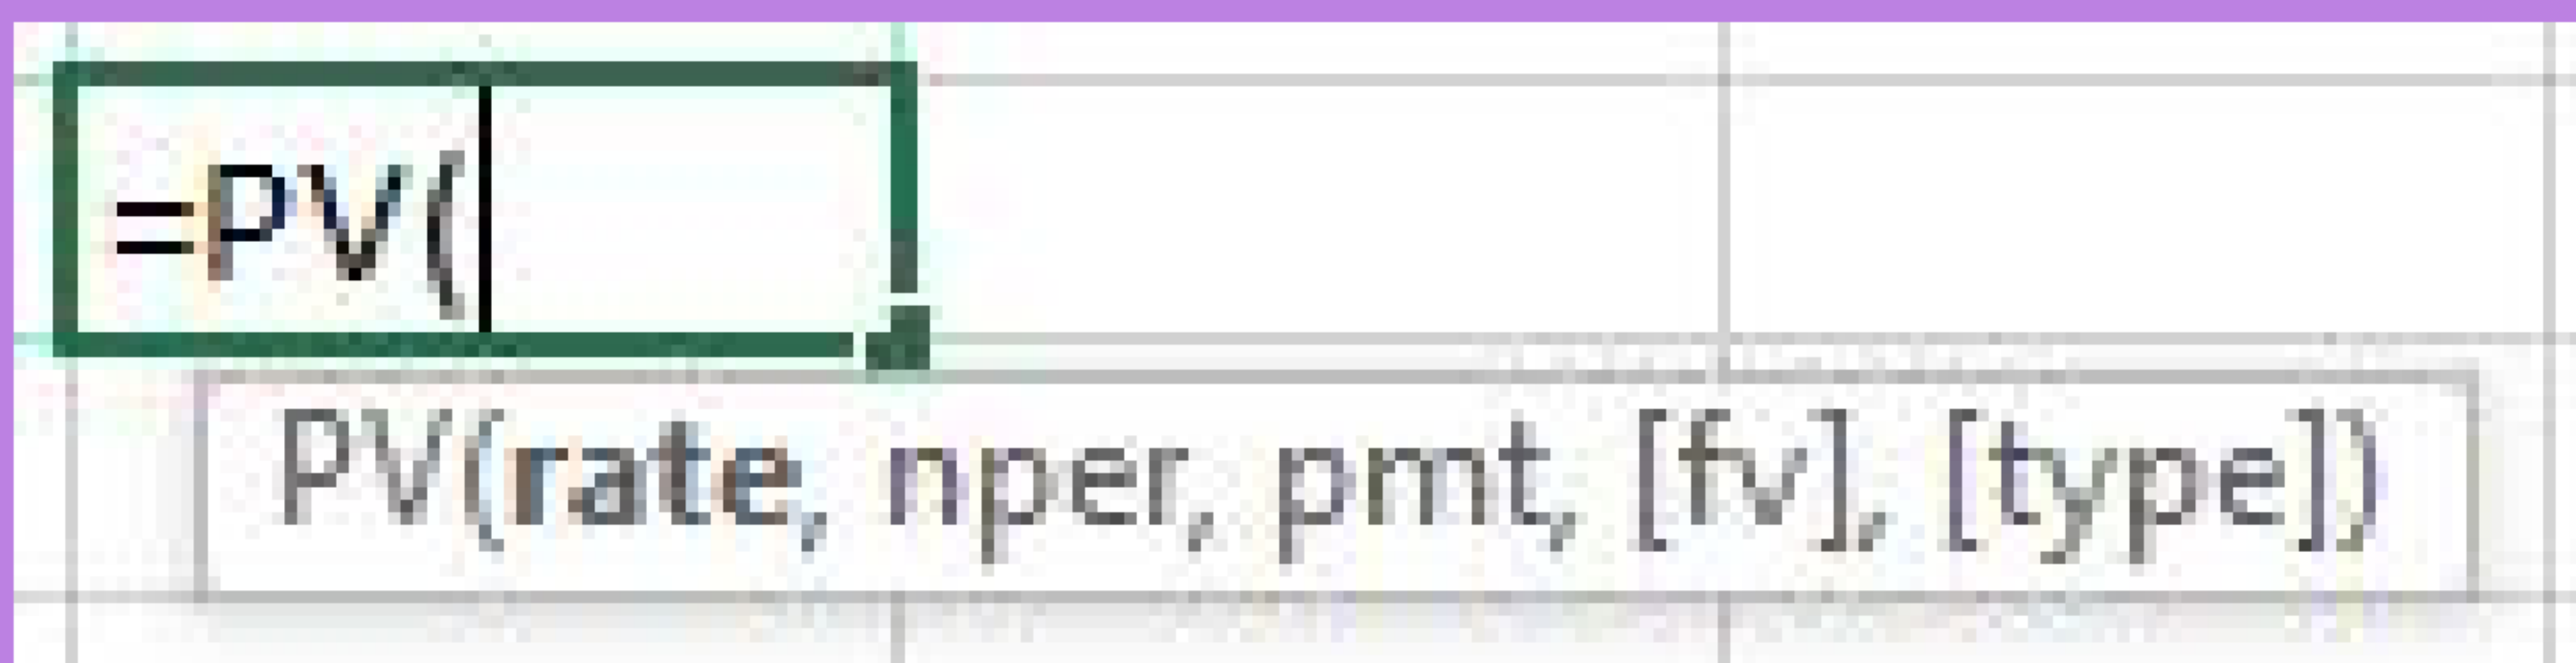 =PV(
PV(rate, nper, pmt, [fv], [type])